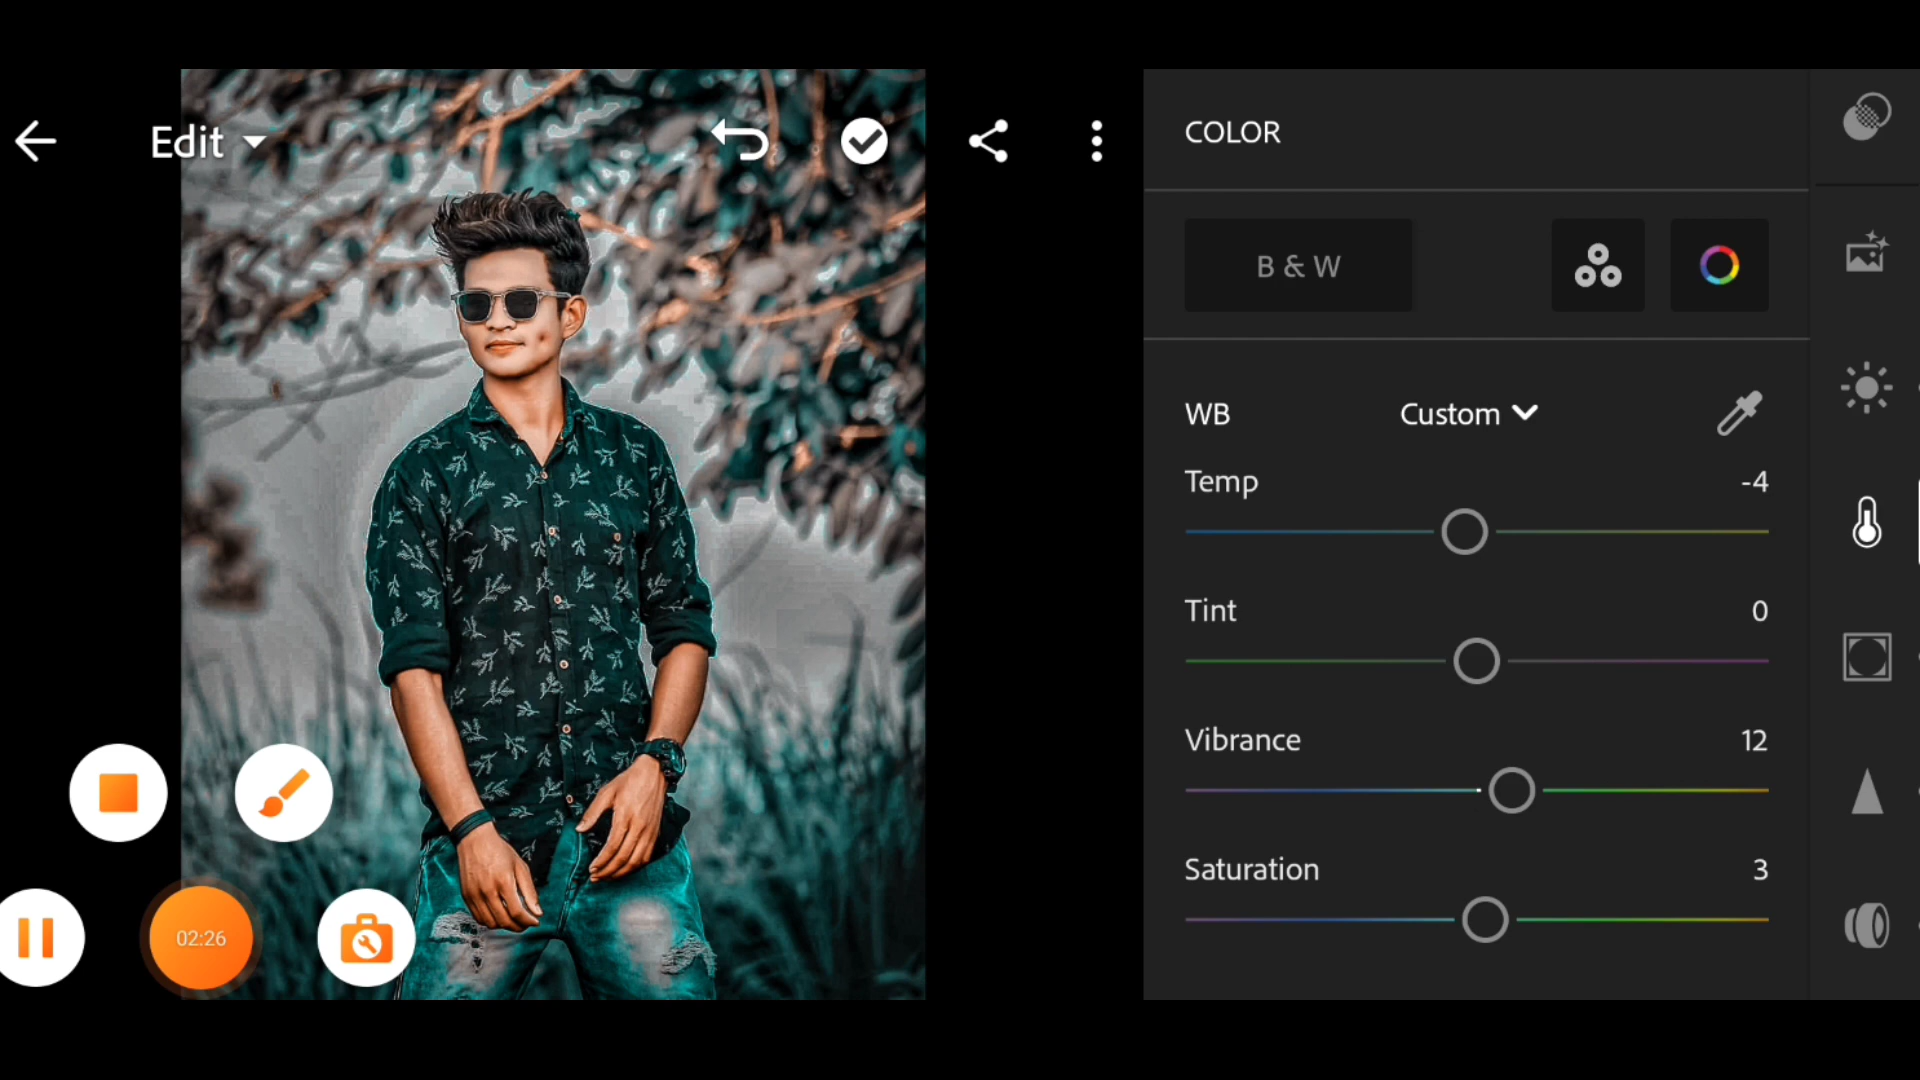 Edit
COLOR
B & W
WB Custom
Temp -4
Tint 0
Vibrance 12
Saturation 3
02:26